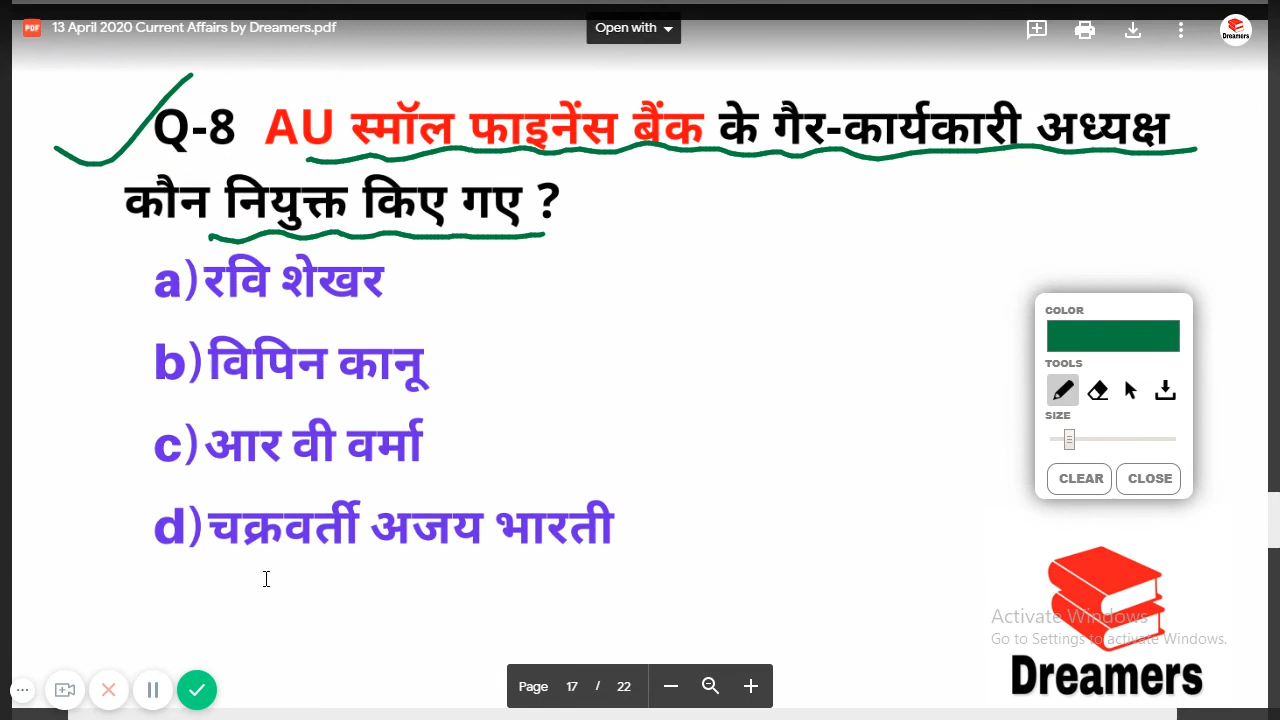 PDF 13 April 2020 Current Affairs by Dreamers.pdf
Open with
Dreamers
Q-8 AU स्मॉल फाइनेंस बैंक के गैर-कार्यकारी अध्यक्ष
कौन नियुक्त किए गए ?
a)रवि शेखर
b)विपिन कानू
c)आर वी वर्मा
d)चक्रवर्ती अजय भारती
COLOR
TOOLS
SIZE
CLEAR CLOSE
Activate Windows
Go to Settings to activate Windows.
Dreamers
Page 17 / 22